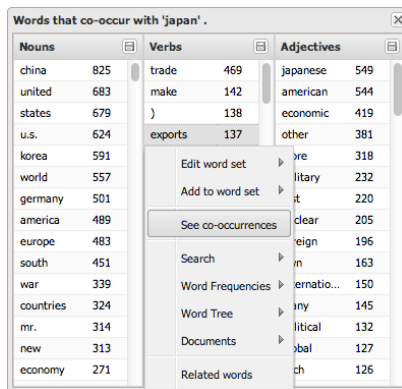 Words that co-occur with 'japan' .
Nouns
china 825
united 683
states 679
u.s. 624
korea 591
world 557
germany 501
america 489
europe 483
south 451
war 339
countries 324
mr. 314
new 313
economy 271
Verbs
trade 469
make 142
) 138
exports 137
Edit word set
Add to word set
See co-occurrences
Search
Word Frequencies
Word Tree
Documents
Related words
Adjectives
japanese 549
american 544
economic 419
other 381
318
232
220
205
196
163
150
145
132
127
126